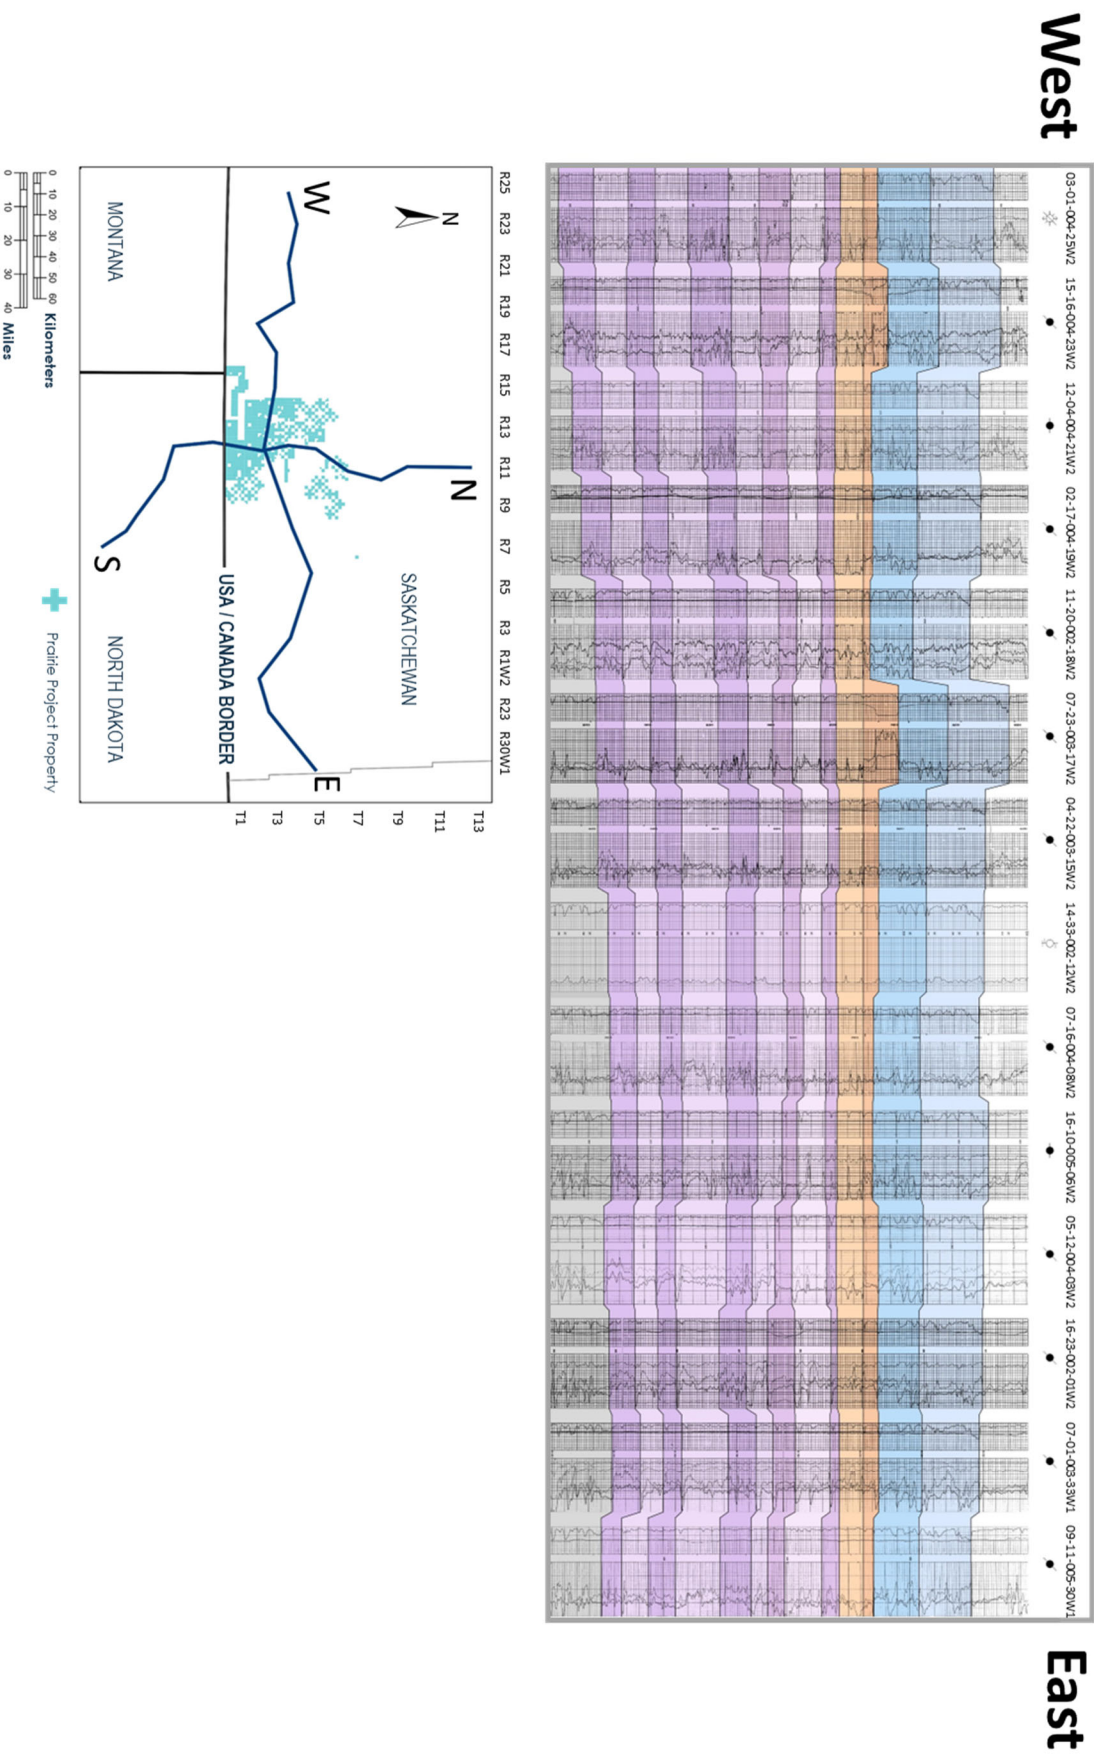 West
East
03-01-004-25W2
15-16-004-23W2
12-04-004-21W2
02-17-004-19W2
11-20-002-18W2
07-23-003-17W2
04-22-003-15W2
14-33-002-12W2
07-16-004-08W2
16-10-005-06W2
05-12-004-03W2
16-23-002-01W2
07-01-003-33W1
09-11-005-30W1
R25
R23
R21
R19
R17
R15
R13
R11
R9
R7
R5
R3
R1W2
R23
R30W1
T13
T11
T9
T7
T5
T3
T1
N
W
N
E
S
SASKATCHEWAN
USA / CANADA BORDER
MONTANA
NORTH DAKOTA
0 10 20 30 40 50 60
Kilometers
0 10 20 30 40
Miles
Prairie Project Property